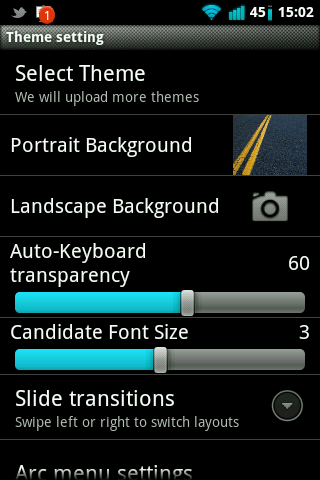 1
45
15:02
Theme setting
Select Theme
We will upload more themes
Portrait Background
Landscape Background
Auto-Keyboard
transparency
60
Candidate Font Size
3
Slide transitions
Swipe left or right to switch layouts
Arc menu settings